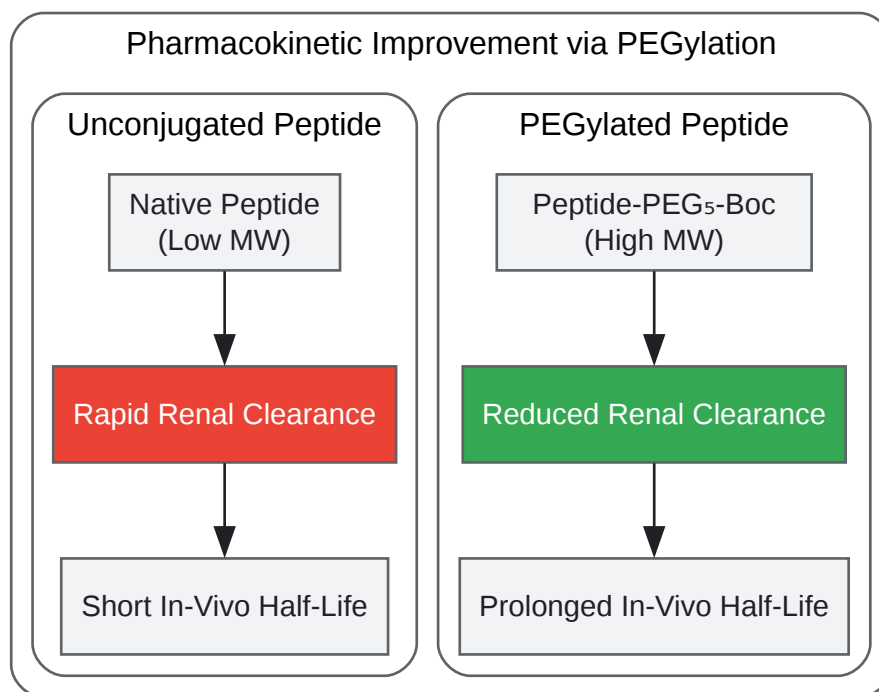 Pharmacokinetic Improvement via PEGylation
Unconjugated Peptide
Native Peptide
(Low MW)
Rapid Renal Clearance
Short In-Vivo Half-Life
PEGylated Peptide
Peptide-PEG₅-Boc
(High MW)
Reduced Renal Clearance
Prolonged In-Vivo Half-Life